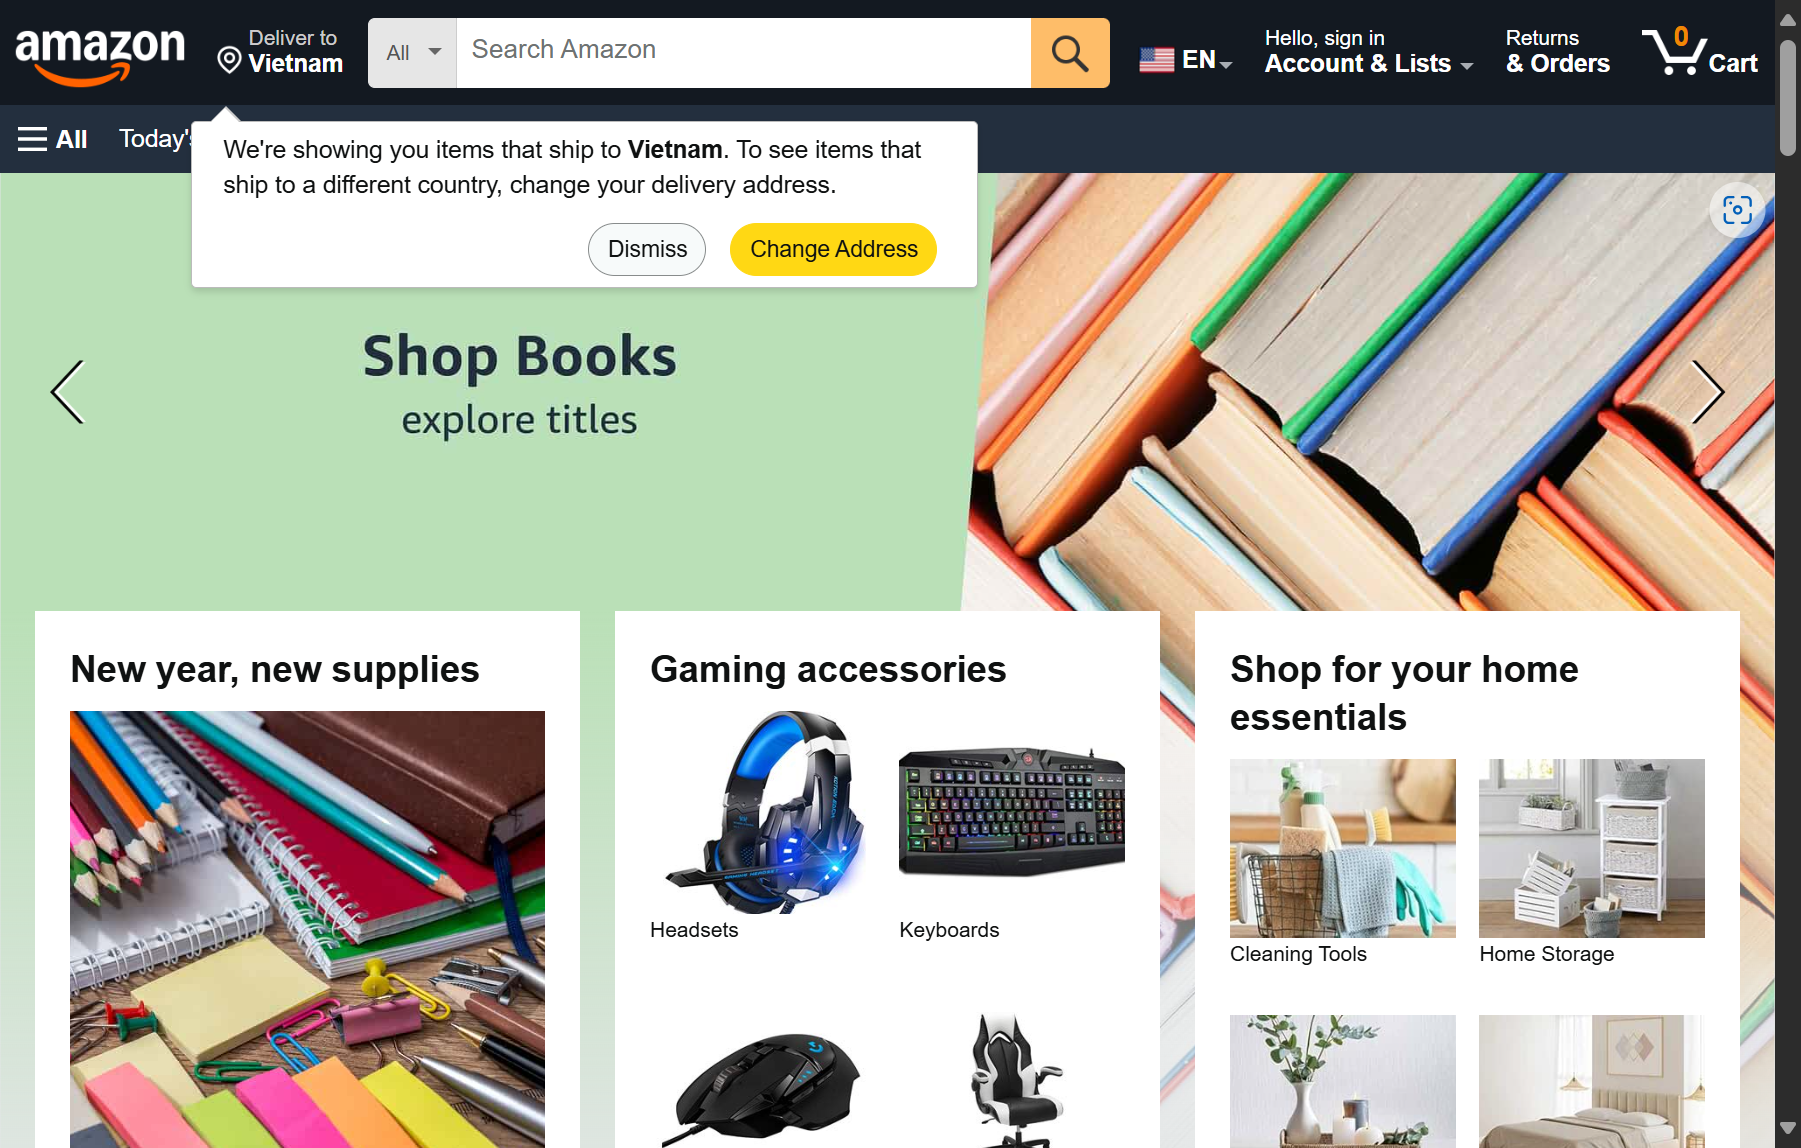 amazon
Deliver to
Vietnam
All
Search Amazon
EN
Hello, sign in
Account & Lists
Returns
& Orders
0
Cart
All
Today's
We're showing you items that ship to Vietnam. To see items that
ship to a different country, change your delivery address.
Dismiss
Change Address
Shop Books
explore titles
New year, new supplies
Gaming accessories
Headsets
Keyboards
Shop for your home
essentials
Cleaning Tools
Home Storage